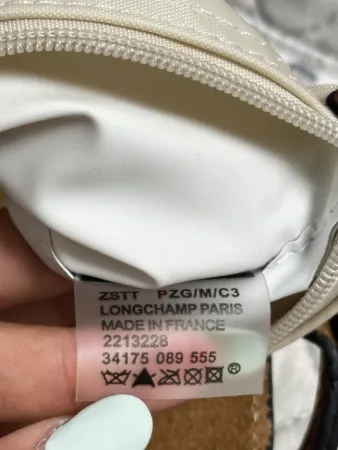 ZSTT PZG/M/C3
LONGCHAMP PARIS
MADE IN FRANCE
2213228
34175 089 555